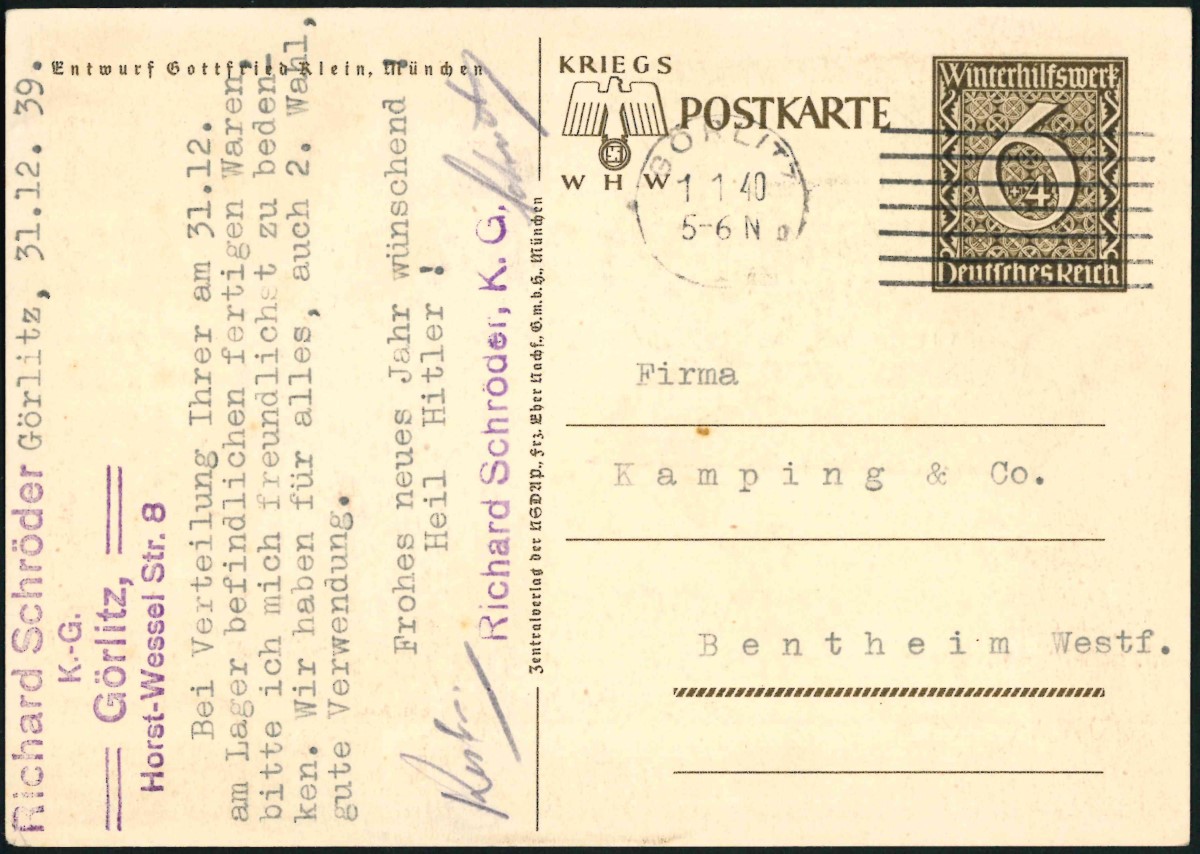 Entwurf Gottfried Klein, München
Richard Schröder Görlitz, 31.12. 39.
K.-G.
Görlitz,
Horst-Wessel Str. 8
Bei Verteilung Ihrer am 31.12.
am Lager befindlichen fertigen Waren,
bitte ich mich freundlichst zu beden-
ken. Wir haben für alles, auch 2. Wahl,
gute Verwendung.
Frohes neues Jahr wünschend !
Heil Hitler !
Richard Schröder, K. G.
Zentralverlag der NSDAP., Frz. Eher Nachf., G.m.b.H., München
KRIEGS
POSTKARTE
W H W
GÖRLITZ
1 1 40
5-6 N
Winterhilfswerk
6
+4
Deutsches Reich
Firma
Kamping & Co.
Bentheim Westf.